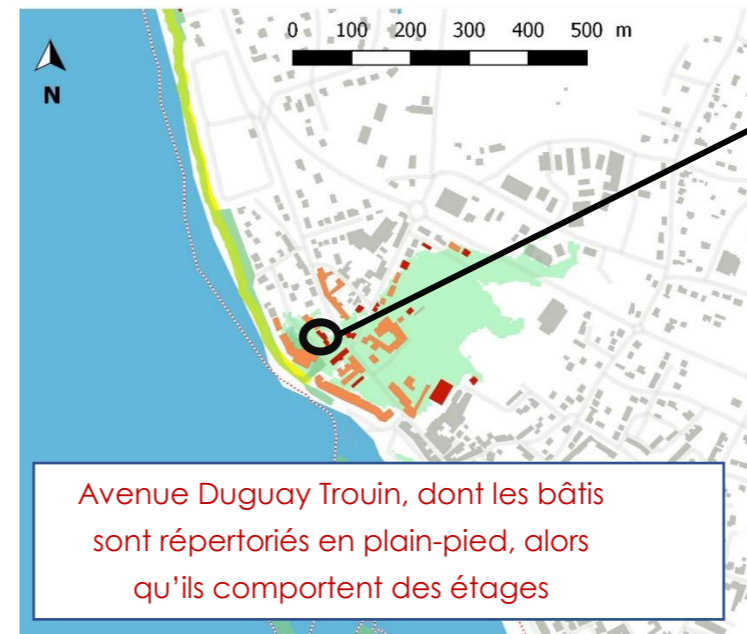 0 100 200 300 400 500 m
N
Avenue Duguay Trouin, dont les bâtis
sont répertoriés en plain-pied, alors
qu'ils comportent des étages